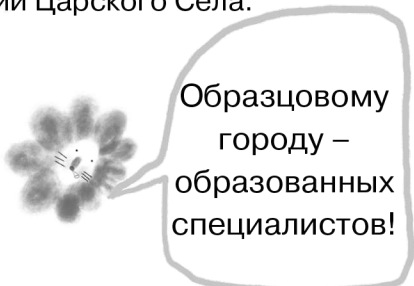 ии Царского Села.
Образцовому
городу –
образованных
специалистов!